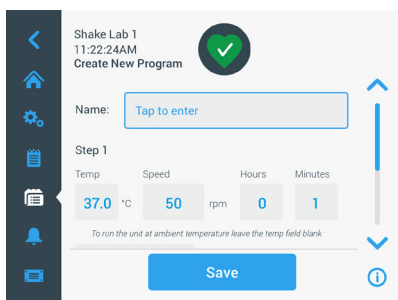 Shake Lab 1
11:22:24AM
Create New Program
Name: Tap to enter
Step 1
Temp Speed Hours Minutes
37.0 °C 50 rpm 0 1
To run the unit at ambient temperature leave the temp field blank
Save